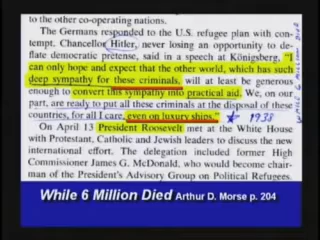 to the other co-operating nations.
The Germans responded to the U.S. refugee plan with con-
tempt. Chancellor Hitler, never losing an opportunity to de-
flate democratic pretense, said in a speech at Königsberg, "I
can only hope and expect that the other world, which has such
deep sympathy for these criminals, will at least be generous
enough to convert this sympathy into practical aid. We, on our
part, are ready to put all these criminals at the disposal of these
countries, for all I care, even on luxury ships."
1938
On April 13 President Roosevelt met at the White House
with Protestant, Catholic and Jewish leaders to discuss the new
international effort. The delegation included former High
Commissioner James G. McDonald, who would become chair-
man of the President's Advisory Group on Political Refugees.
WHILE 6 MILLION DIED
While 6 Million Died Arthur D. Morse p. 204